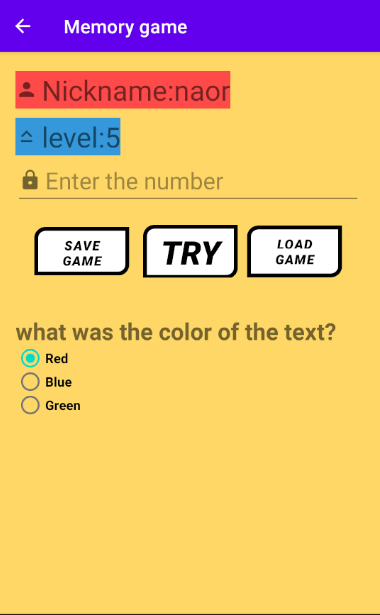 Memory game
Nickname:naor
level:5
Enter the number
SAVE GAME
TRY
LOAD GAME
what was the color of the text?
Red
Blue
Green